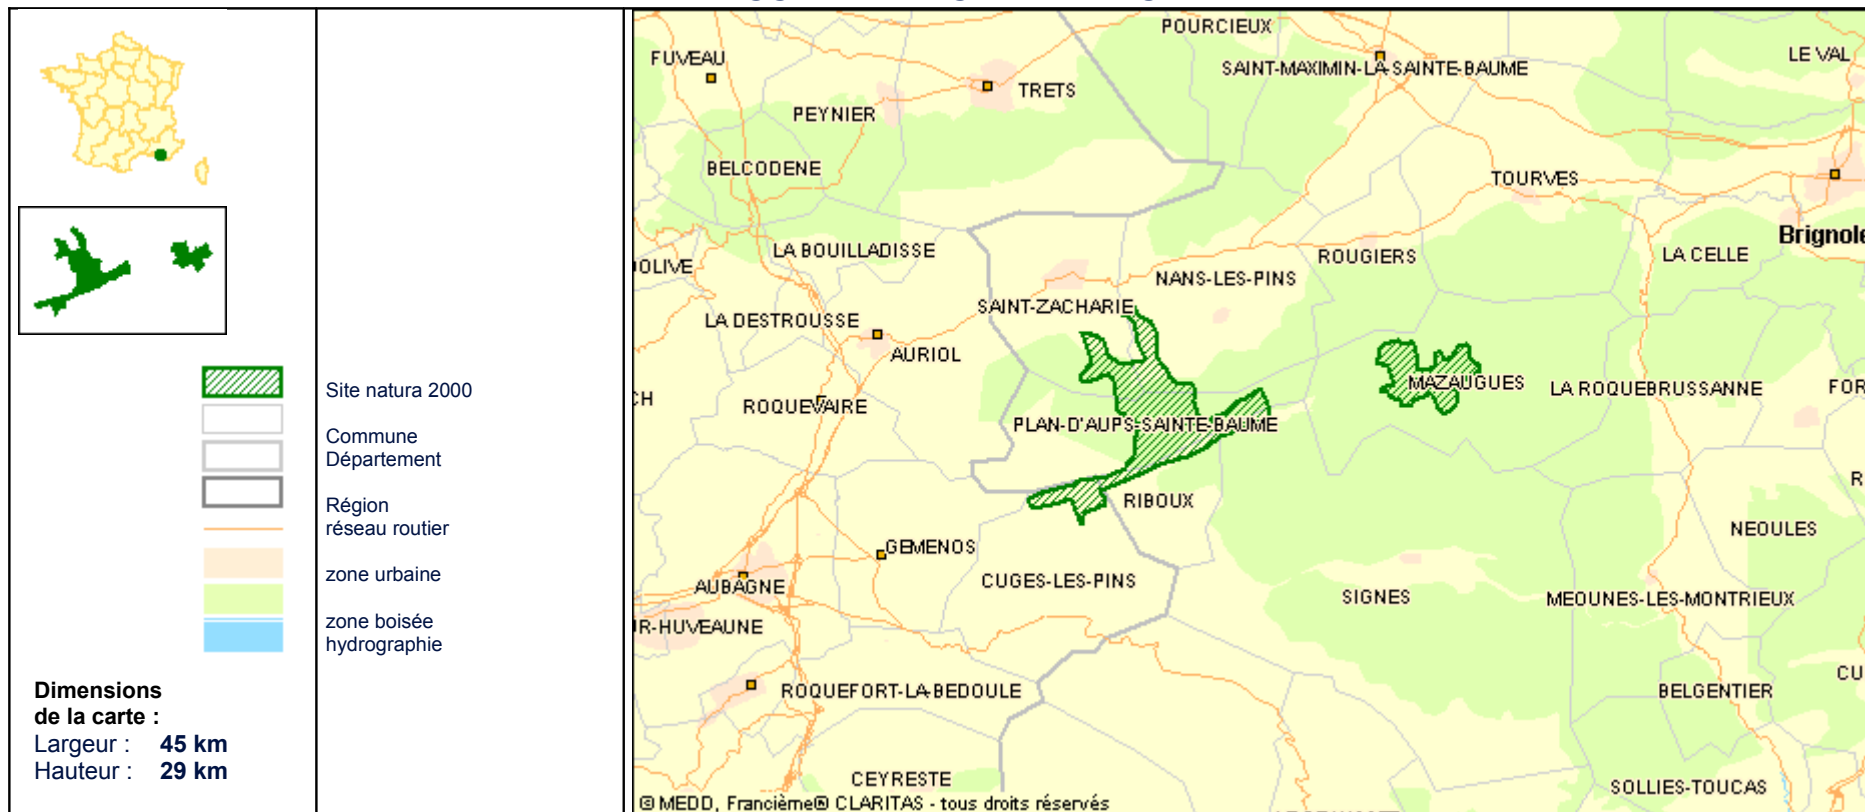 Site natura 2000
Commune
Département
Région
réseau routier
zone urbaine
zone boisée
hydrographie
Dimensions
de la carte :
Largeur : 45 km
Hauteur : 29 km
POURCIEUX
FUVEAU
LE VAL
SAINT-MAXIMIN-LA-SAINTE-BAUME
TRETS
PEYNIER
BELCODENE
TOURVES
Brignole
LA BOUILLADISSE
LA CELLE
ROUGIERS
OLIVE
NANS-LES-PINS
SAINT-ZACHARIE
LA DESTROUSSE
AURIOL
MAZAUGUES
LA ROQUEBRUSSANNE
FOR
CH
ROQUEVAIRE
PLAN-D'AUPS-SAINTE-BAUME
R
RIBOUX
NEOULES
GEMENOS
CUGES-LES-PINS
AUBAGNE
SIGNES
MEOUNES-LES-MONTRIEUX
R-HUVEAUNE
CU
ROQUEFORT-LA-BEDOULE
BELGENTIER
CEYRESTE
SOLLIES-TOUCAS
© MEDD, Francième® CLARITAS - tous droits réservés